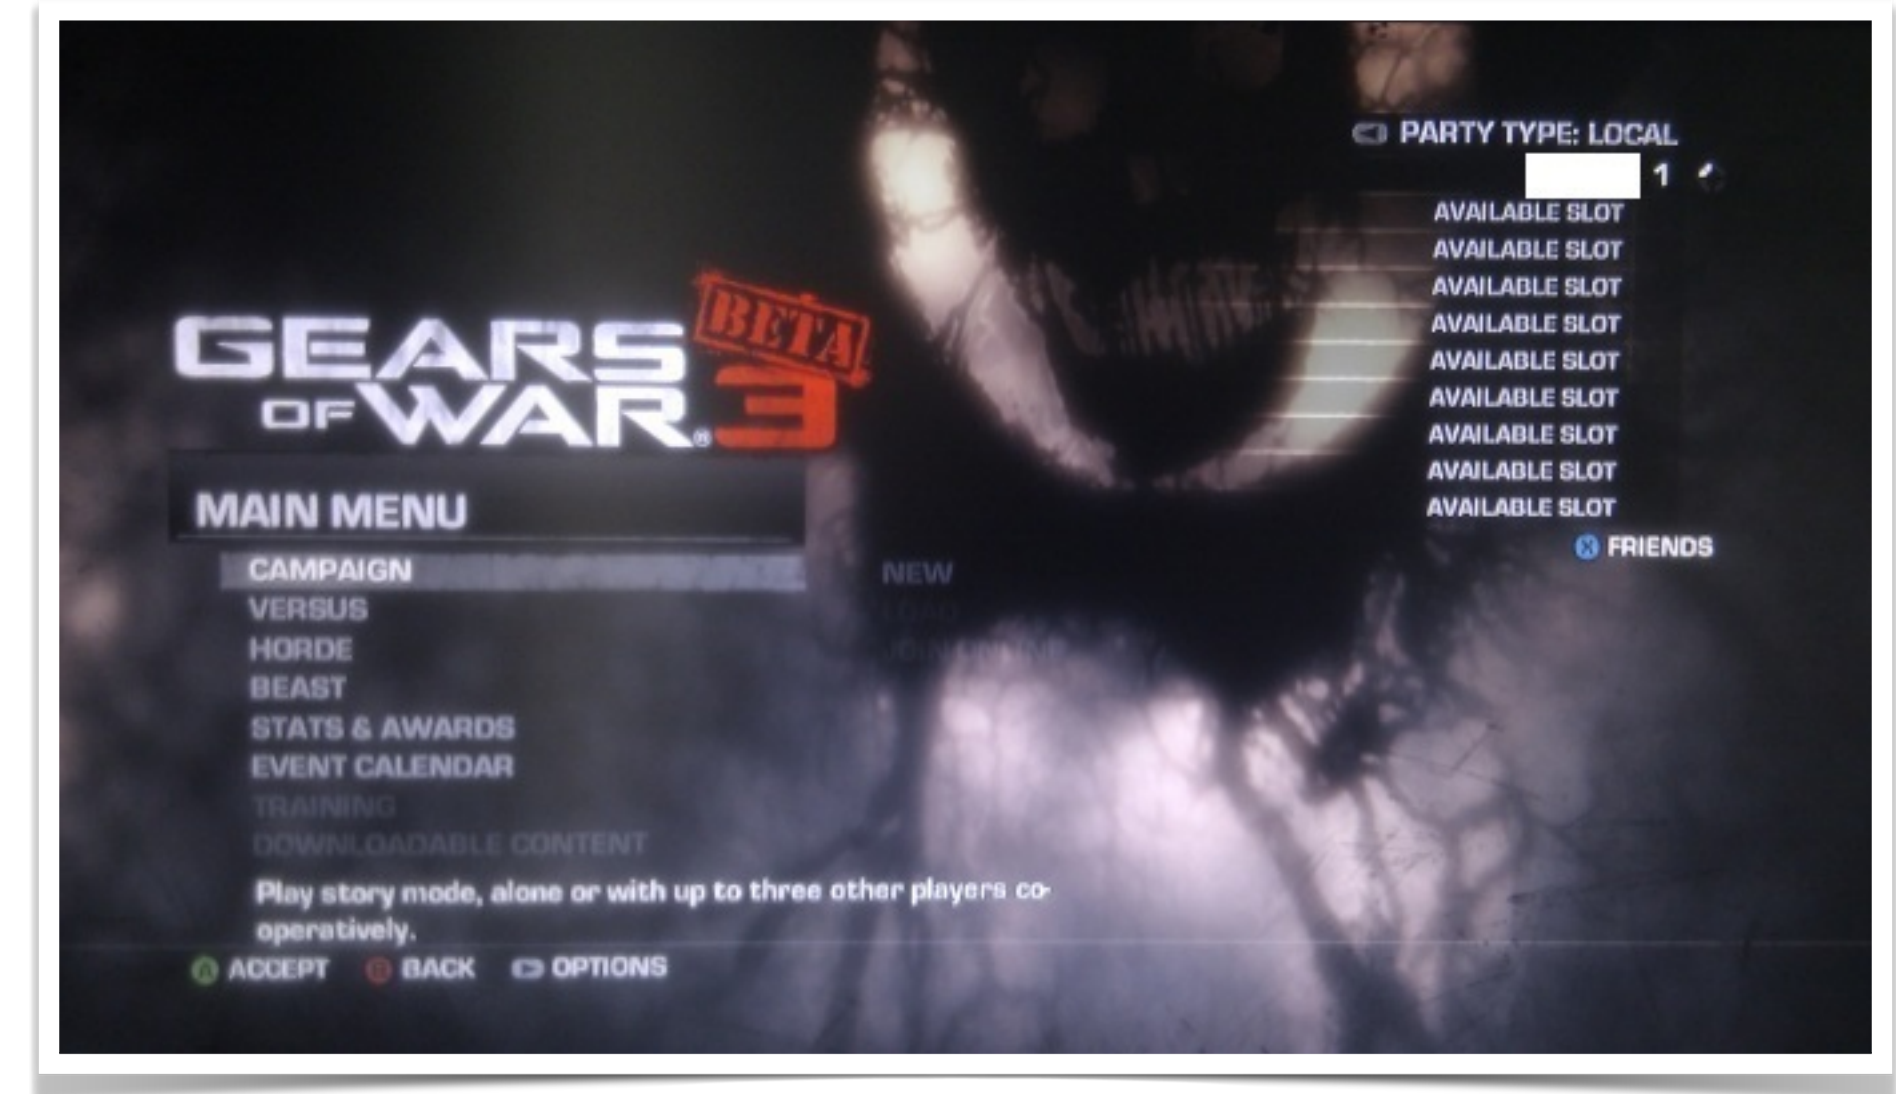 GEARS
OF WAR® 3
BETA
MAIN MENU
CAMPAIGN
VERSUS
HORDE
BEAST
STATS & AWARDS
EVENT CALENDAR
TRAINING
DOWNLOADABLE CONTENT
NEW
LOAD
JOIN ONLINE
Play story mode, alone or with up to three other players co-
operatively.
A ACCEPT B BACK OPTIONS
PARTY TYPE: LOCAL
1
AVAILABLE SLOT
AVAILABLE SLOT
AVAILABLE SLOT
AVAILABLE SLOT
AVAILABLE SLOT
AVAILABLE SLOT
AVAILABLE SLOT
AVAILABLE SLOT
AVAILABLE SLOT
X FRIENDS